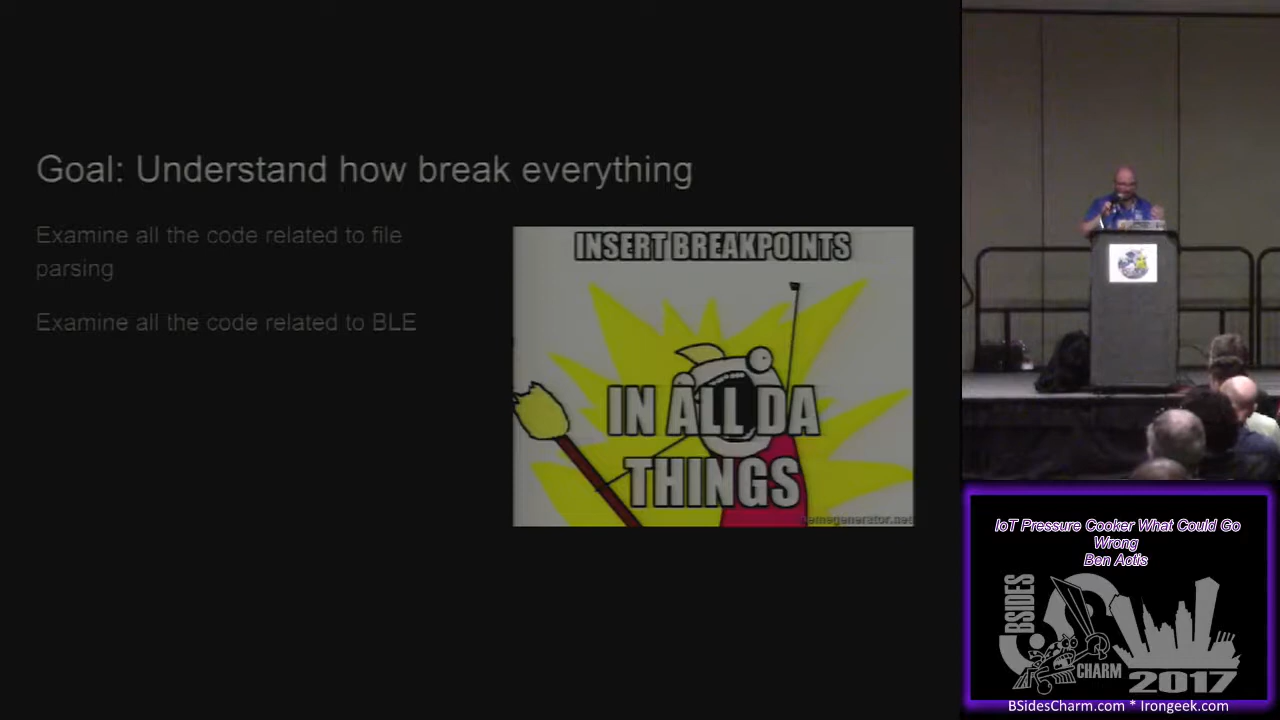 Goal: Understand how break everything
Examine all the code related to file
parsing
Examine all the code related to BLE
INSERT BREAKPOINTS
IN ALL DA
THINGS
memegenerator.net
IoT Pressure Cooker What Could Go
Wrong
Ben Actis
BSIDES
CHARM
2017
BSidesCharm.com * Irongeek.com